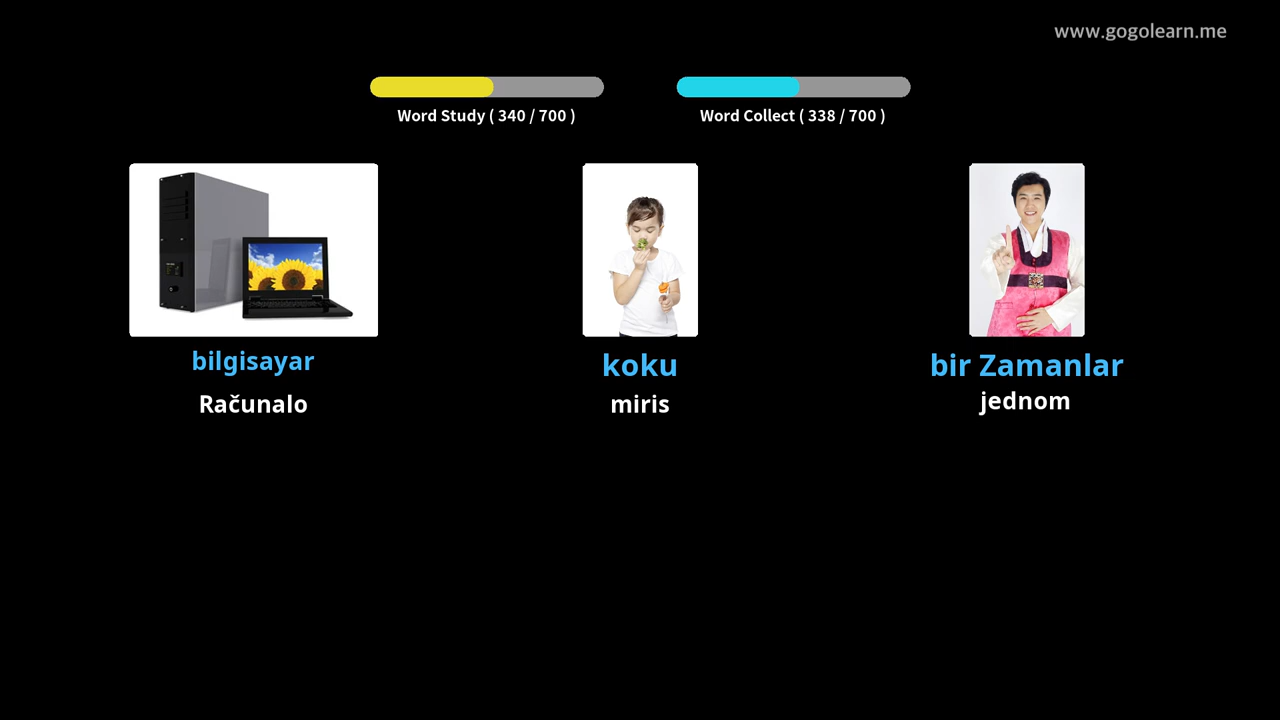 www.gogolearn.me
Word Study ( 340 / 700 )
Word Collect ( 338 / 700 )
bilgisayar
Računalo
koku
miris
bir Zamanlar
jednom